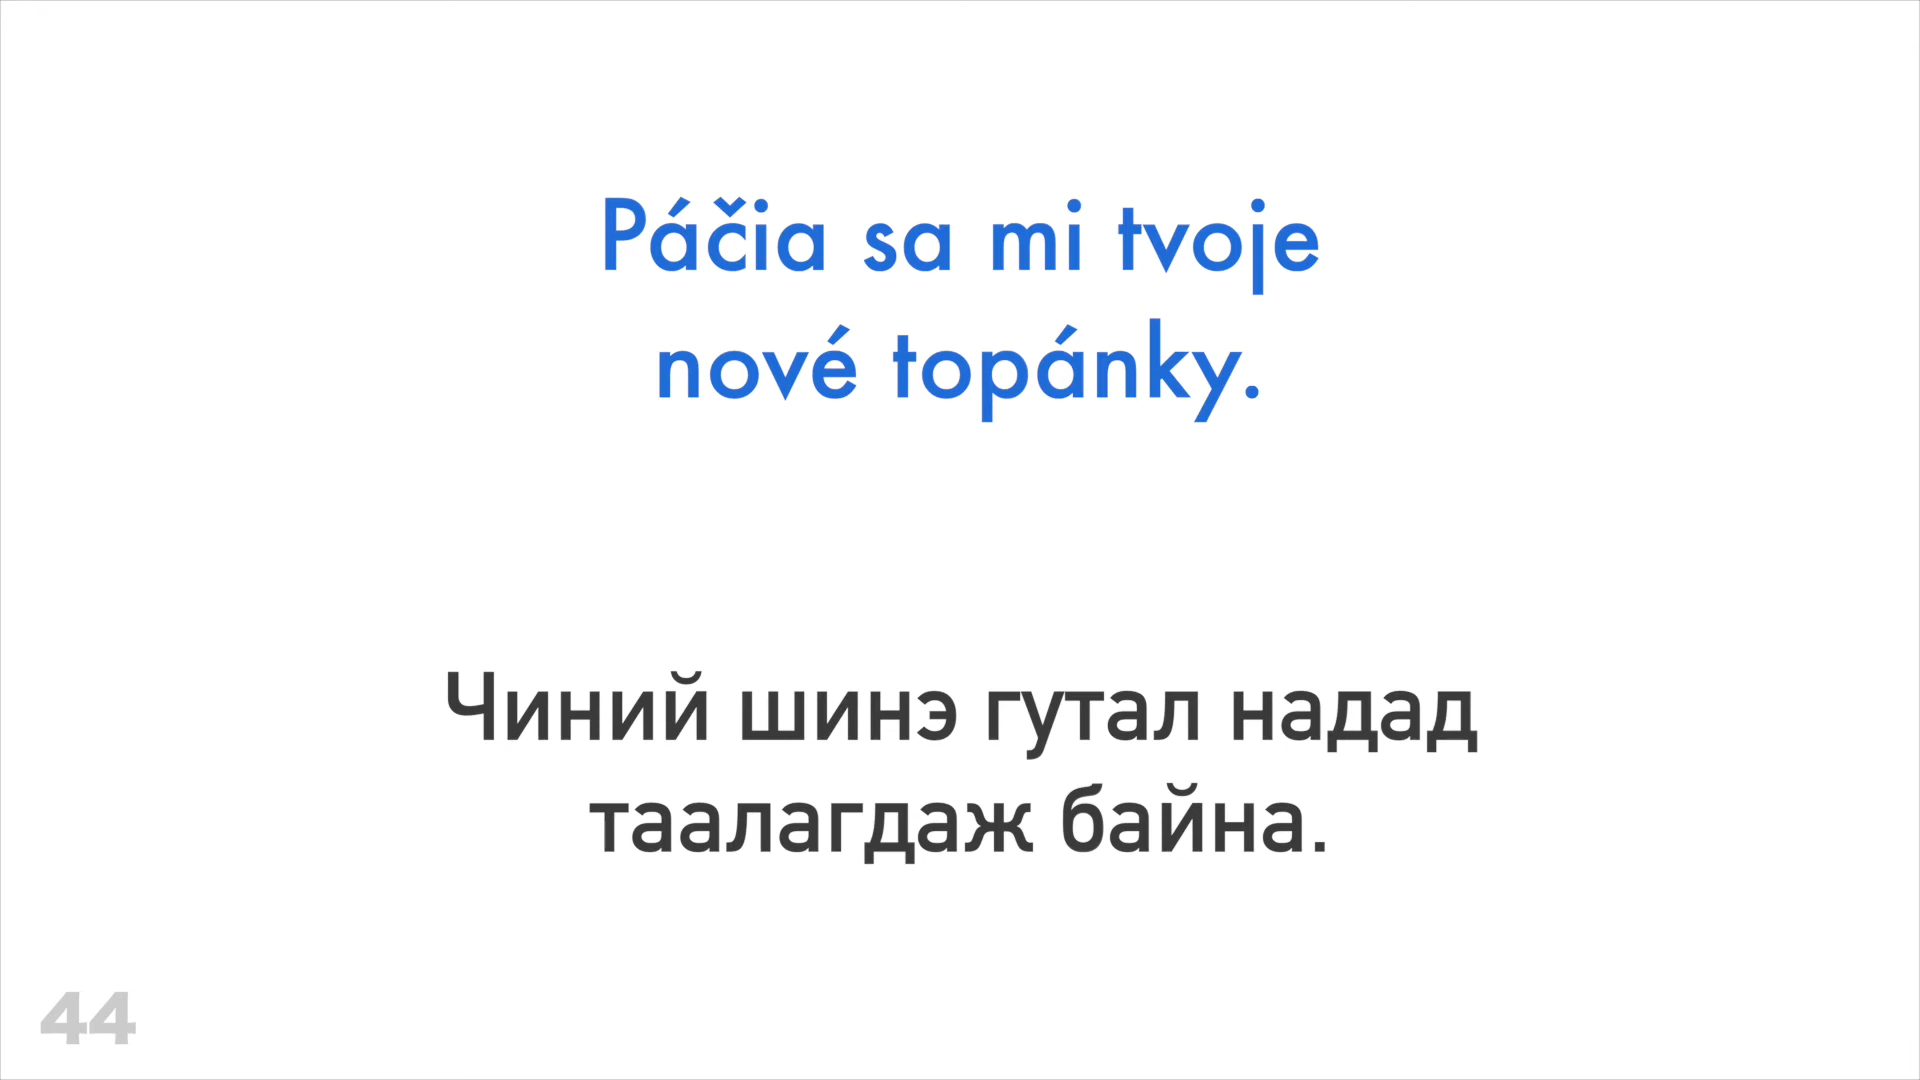 Páčia sa mi tvoje
nové topánky.
Чиний шинэ гутал надад
таалагдаж байна.
44